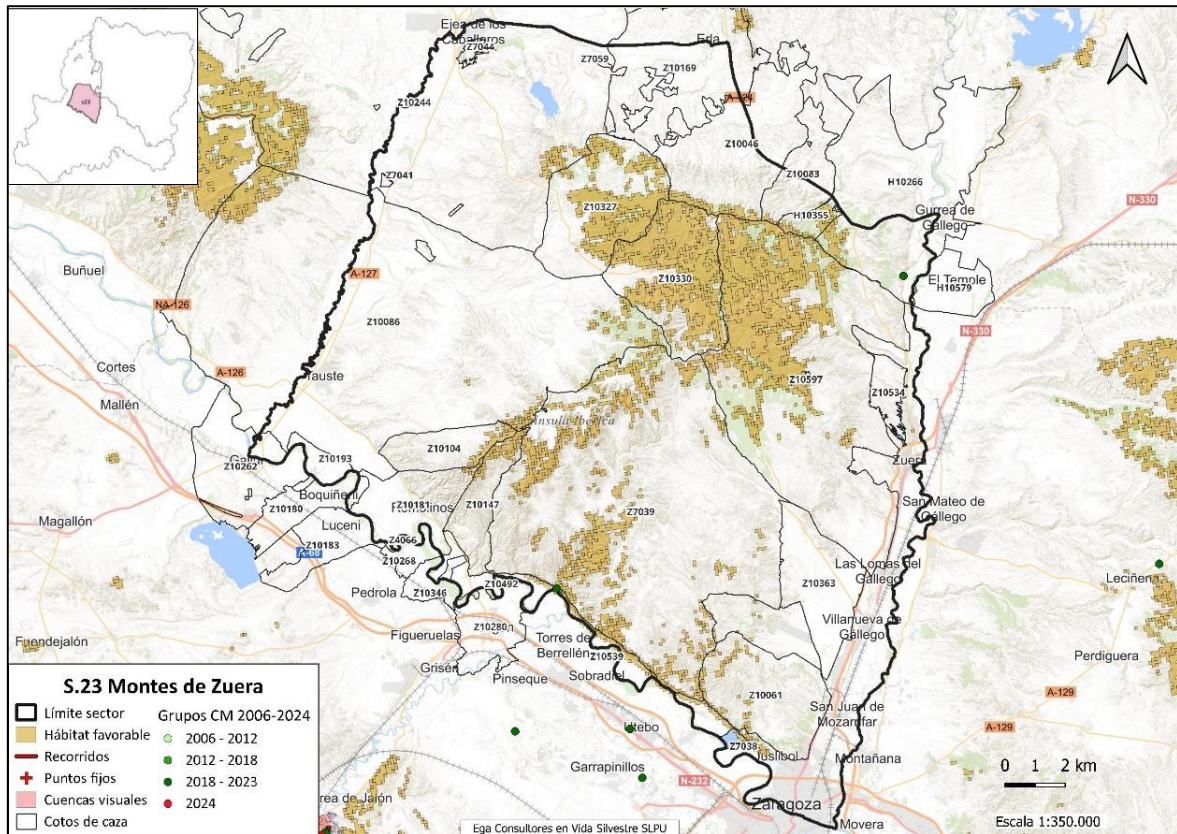 s23
Ejea de los
Caballeros
Z7044
Erla
Z7059
Z10169
A-124
Z10244
Z10046
Z7041
Z10083
H10266
Z10327
H10355
Gurrea de
Gállego
N-330
Buñuel
A-127
Z10330
El Temple
H10579
NA-126
Z10086
N-330
Cortes
A-126
Tauste
Mallén
Z10597
Z10534
Z10104
Zuera
Z10262
Z10193
Boquiñeni
Z10180
Z10181
Z10147
Z7039
San Mateo de
Gállego
Magallón
Luceni
Z4066
Z10183
Z10268
Las Lomas del
Gállego
Leciñen
Pedrola
Z10346
Z10492
Z10363
Villanueva de
Gállego
Fuendejalón
Figueruelas
Z10280
Torres de
Berrellén
Z10539
Perdiguera
Grisén
Sobradiel
Pinseque
Z10061
A-129
San Juan de
Mozarrifar
A-129
Utebo
Z7038
Juslibol
Montañana
Garrapinillos
N-232
Zaragoza
Movera
S.23 Montes de Zuera
Límite sector
Hábitat favorable
Recorridos
Puntos fijos
Cuencas visuales
Cotos de caza
Grupos CM 2006-2024
2006 - 2012
2012 - 2018
2018 - 2023
2024
0 1 2 km
Escala 1:350.000
Ega Consultores en Vida Silvestre SLPU